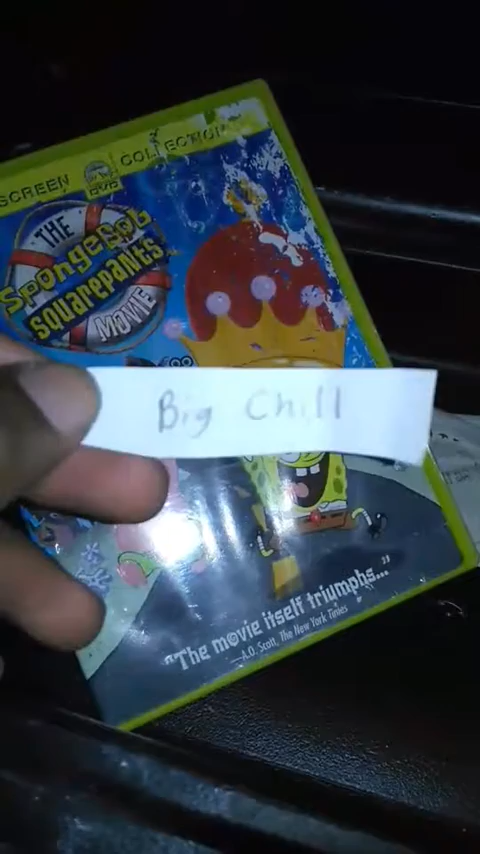 SCREEN COLLECTION
DVD
THE
SpongeBob
SquarePants
MOVIE
Big Chill
"The movie itself triumphs..."
—A.O. Scott, The New York Times